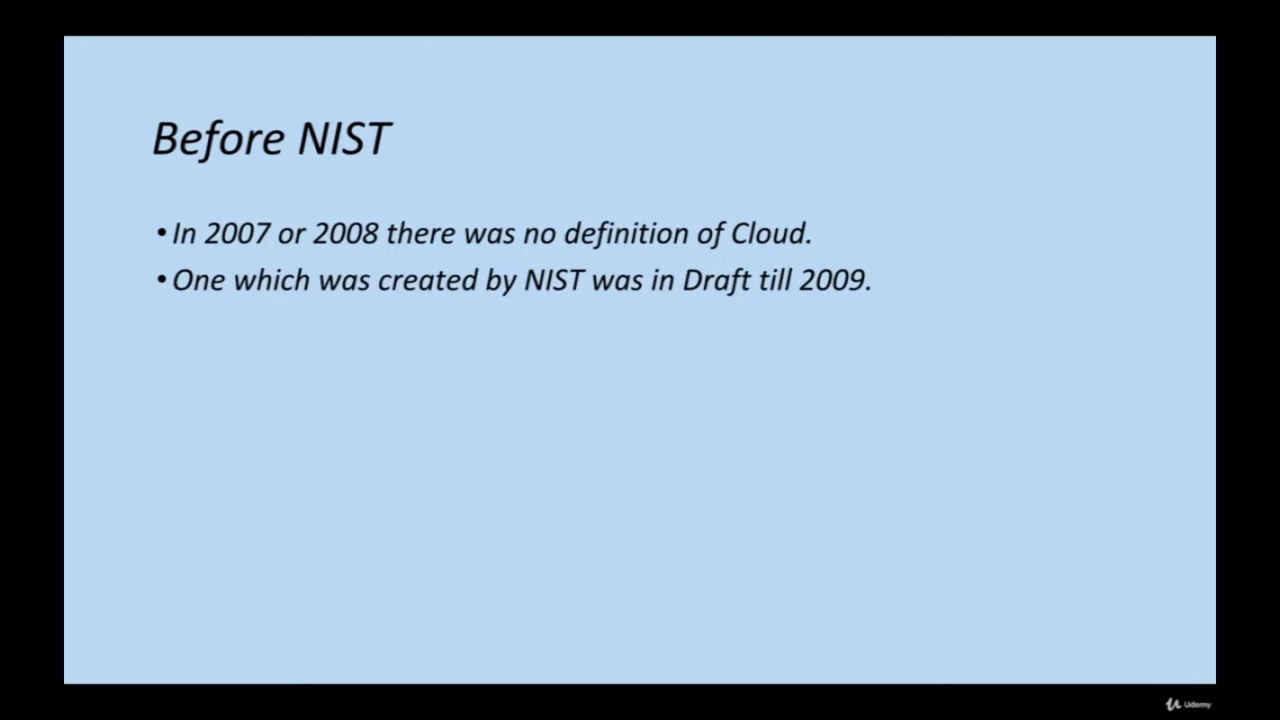 Before NIST
•In 2007 or 2008 there was no definition of Cloud.
•One which was created by NIST was in Draft till 2009.
Udemy